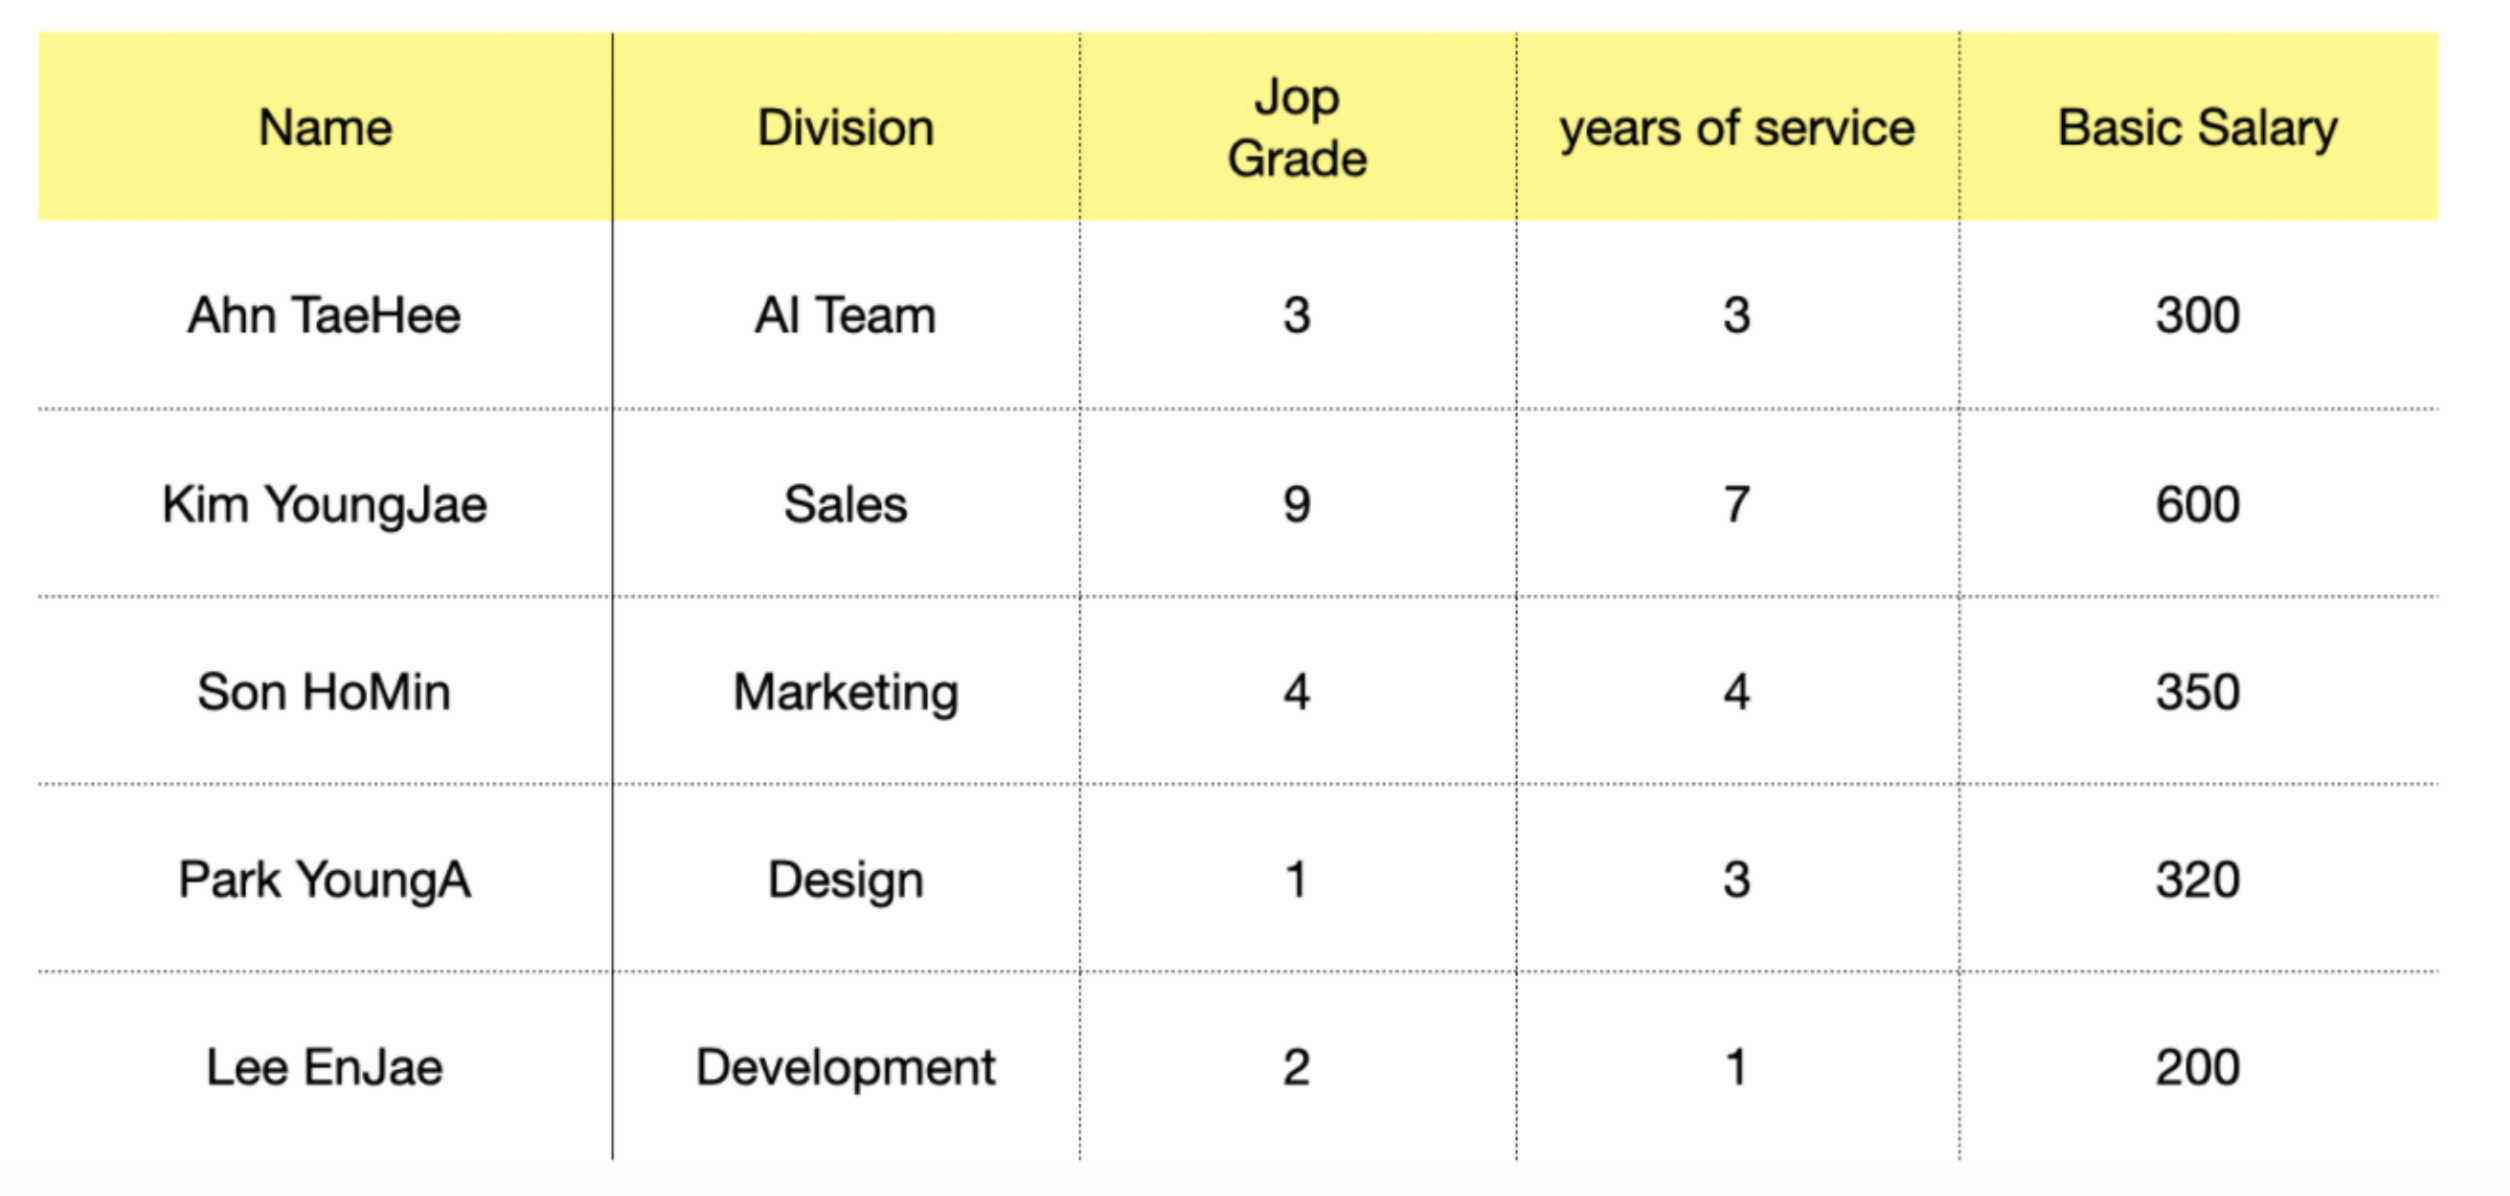 Name Division Jop Grade years of service Basic Salary
Ahn TaeHee AI Team 3 3 300
Kim YoungJae Sales 9 7 600
Son HoMin Marketing 4 4 350
Park YoungA Design 1 3 320
Lee EnJae Development 2 1 200